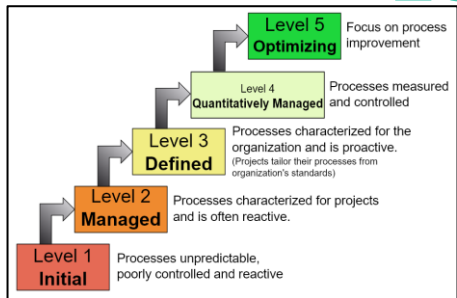 Level 5
Optimizing
Focus on process
improvement
Level 4
Quantitatively Managed
Processes measured
and controlled
Level 3
Defined
Processes characterized for the
organization and is proactive.
(Projects tailor their processes from
organization's standards)
Level 2
Managed
Processes characterized for projects
and is often reactive.
Level 1
Initial
Processes unpredictable,
poorly controlled and reactive